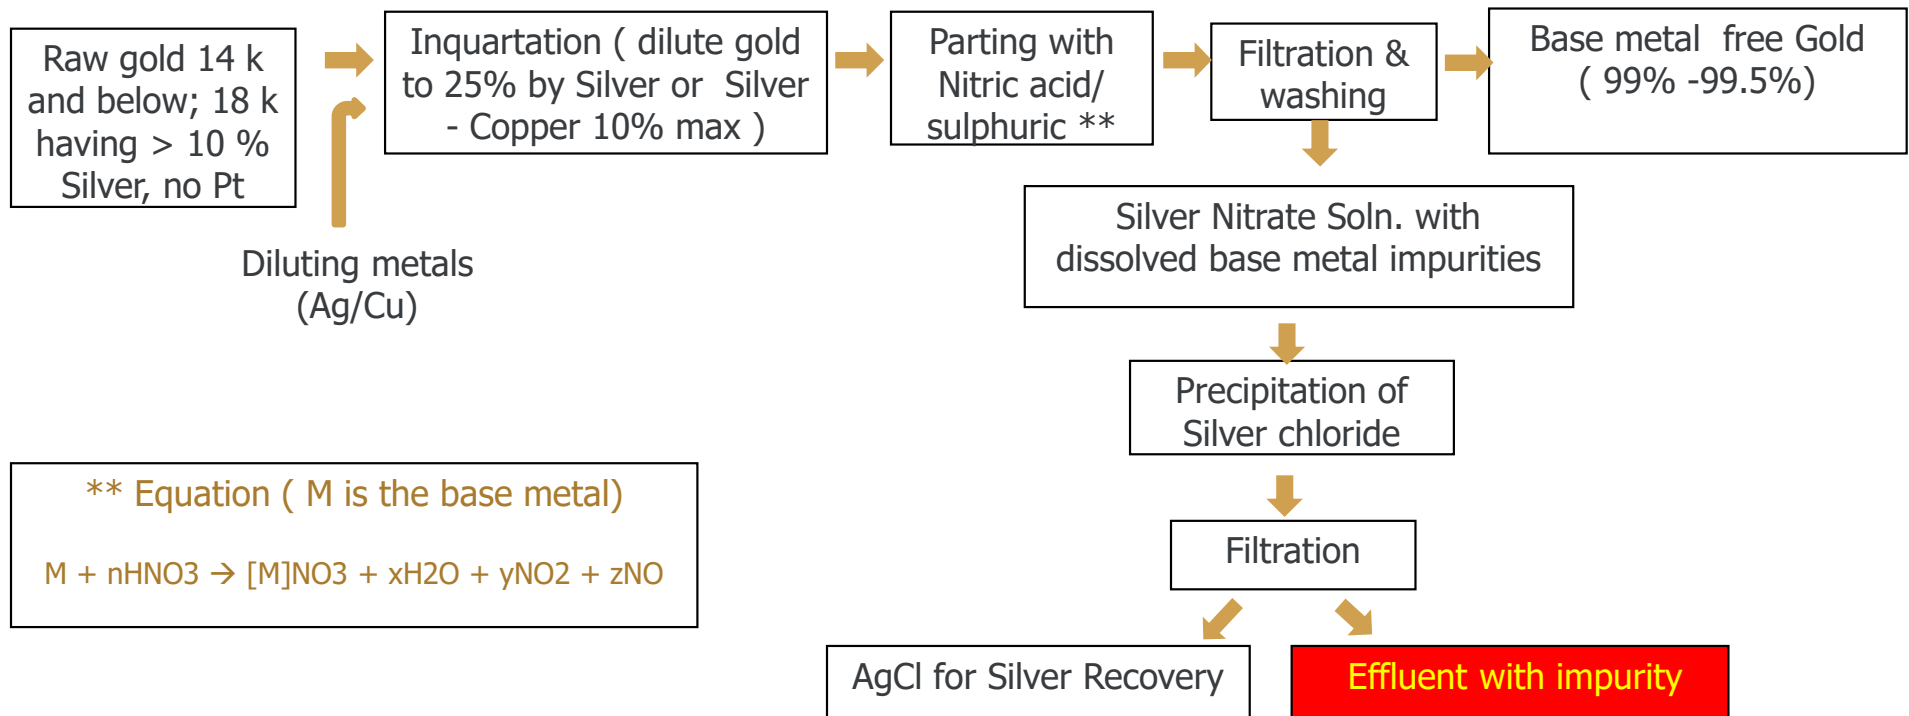 Raw gold 14 k
and below; 18 k
having > 10 %
Silver, no Pt
Inquartation ( dilute gold
to 25% by Silver or Silver
- Copper 10% max )
Parting with
Nitric acid/
sulphuric **
Filtration &
washing
Base metal free Gold
( 99% -99.5%)
Diluting metals
(Ag/Cu)
Silver Nitrate Soln. with
dissolved base metal impurities
Precipitation of
Silver chloride
** Equation ( M is the base metal)
M + nHNO3 → [M]NO3 + xH2O + yNO2 + zNO
Filtration
AgCl for Silver Recovery
Effluent with impurity